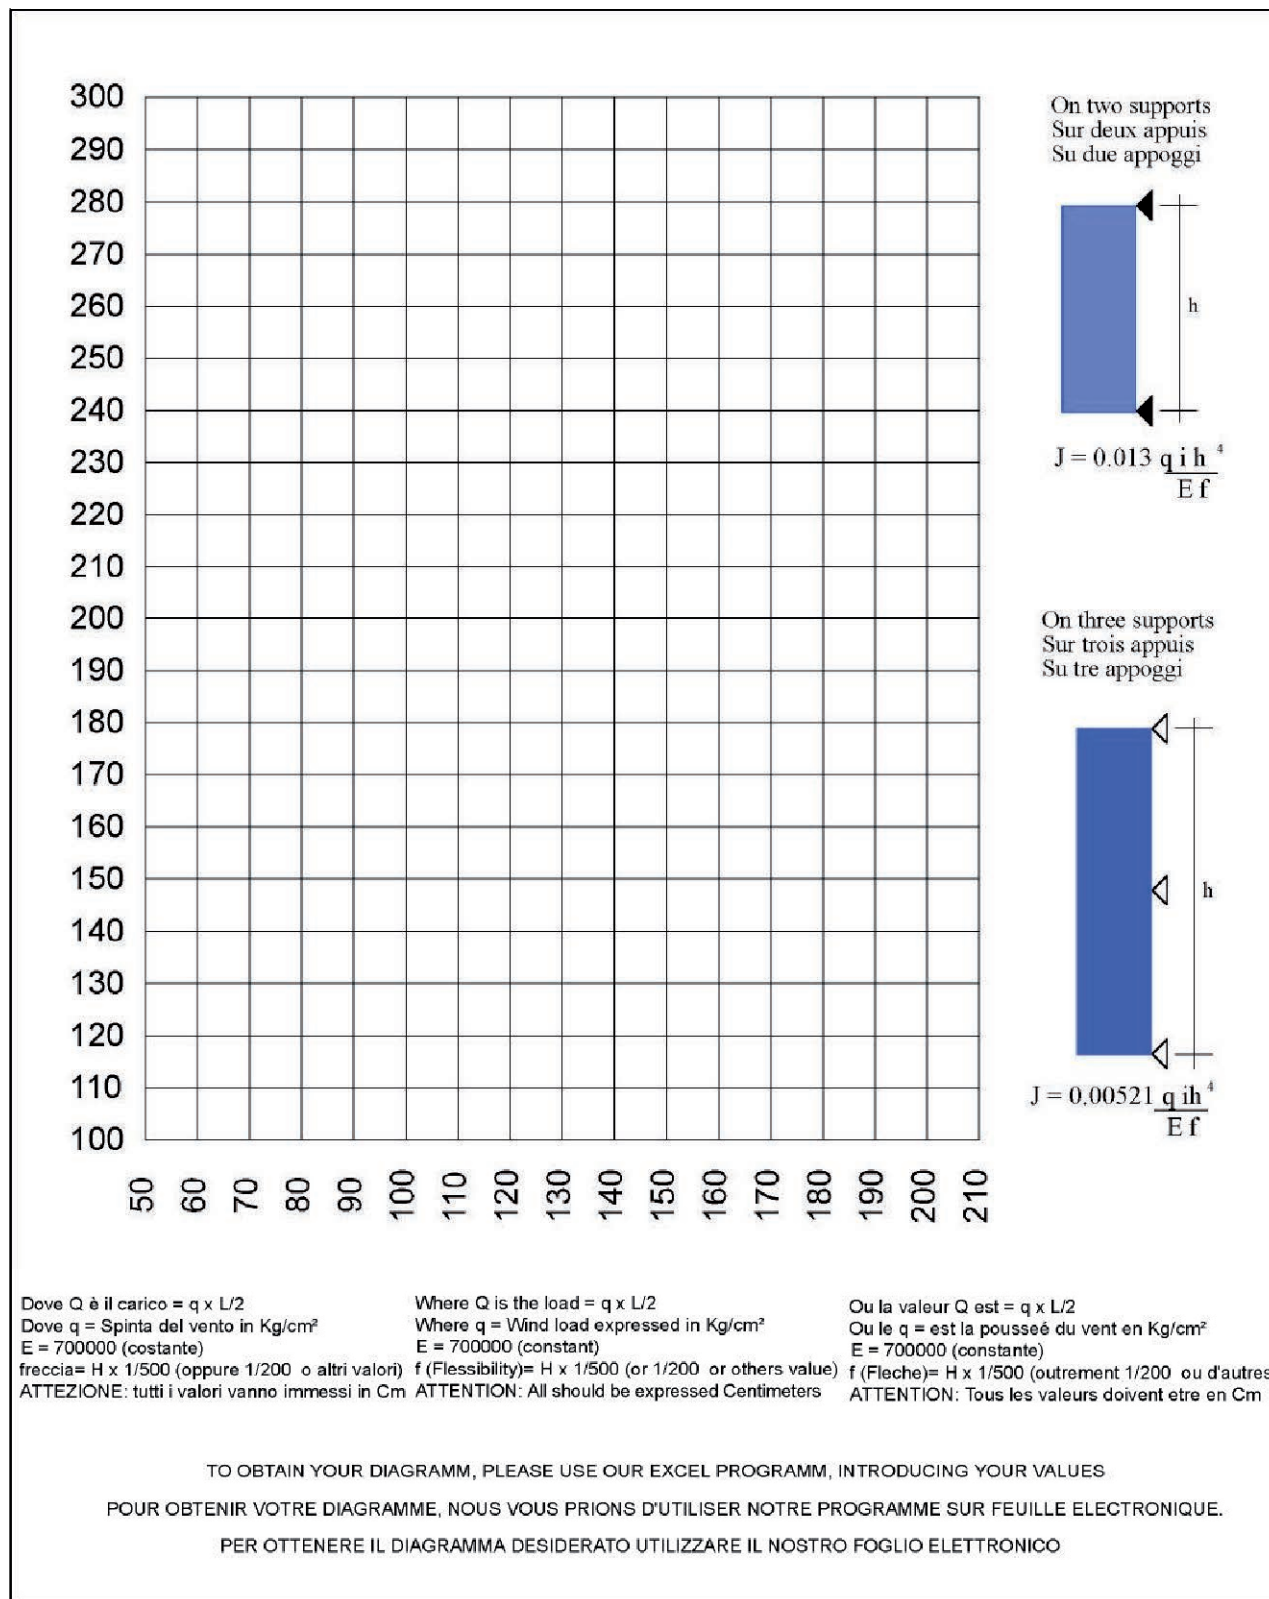 300
290
280
270
260
250
240
230
220
210
200
190
180
170
160
150
140
130
120
110
100
50 60 70 80 90 100 110 120 130 140 150 160 170 180 190 200 210
On two supports
Sur deux appuis
Su due appoggi
h
J = 0.013 q i h ⁴
E f
On three supports
Sur trois appuis
Su tre appoggi
h
J = 0,00521 q ih ⁴
E f
Dove Q è il carico = q x L/2
Dove q = Spinta del vento in Kg/cm²
E = 700000 (costante)
freccia= H x 1/500 (oppure 1/200 o altri valori)
ATTEZIONE: tutti i valori vanno immessi in Cm
Where Q is the load = q x L/2
Where q = Wind load expressed in Kg/cm²
E = 700000 (constant)
f (Flessibility)= H x 1/500 (or 1/200 or others value)
ATTENTION: All should be expressed Centimeters
Ou la valeur Q est = q x L/2
Ou le q = est la pousseé du vent en Kg/cm²
E = 700000 (constante)
f (Fleche)= H x 1/500 (outrement 1/200 ou d'autres
ATTENTION: Tous les valeurs doivent etre en Cm
TO OBTAIN YOUR DIAGRAMM, PLEASE USE OUR EXCEL PROGRAMM, INTRODUCING YOUR VALUES
POUR OBTENIR VOTRE DIAGRAMME, NOUS VOUS PRIONS D'UTILISER NOTRE PROGRAMME SUR FEUILLE ELECTRONIQUE.
PER OTTENERE IL DIAGRAMMA DESIDERATO UTILIZZARE IL NOSTRO FOGLIO ELETTRONICO